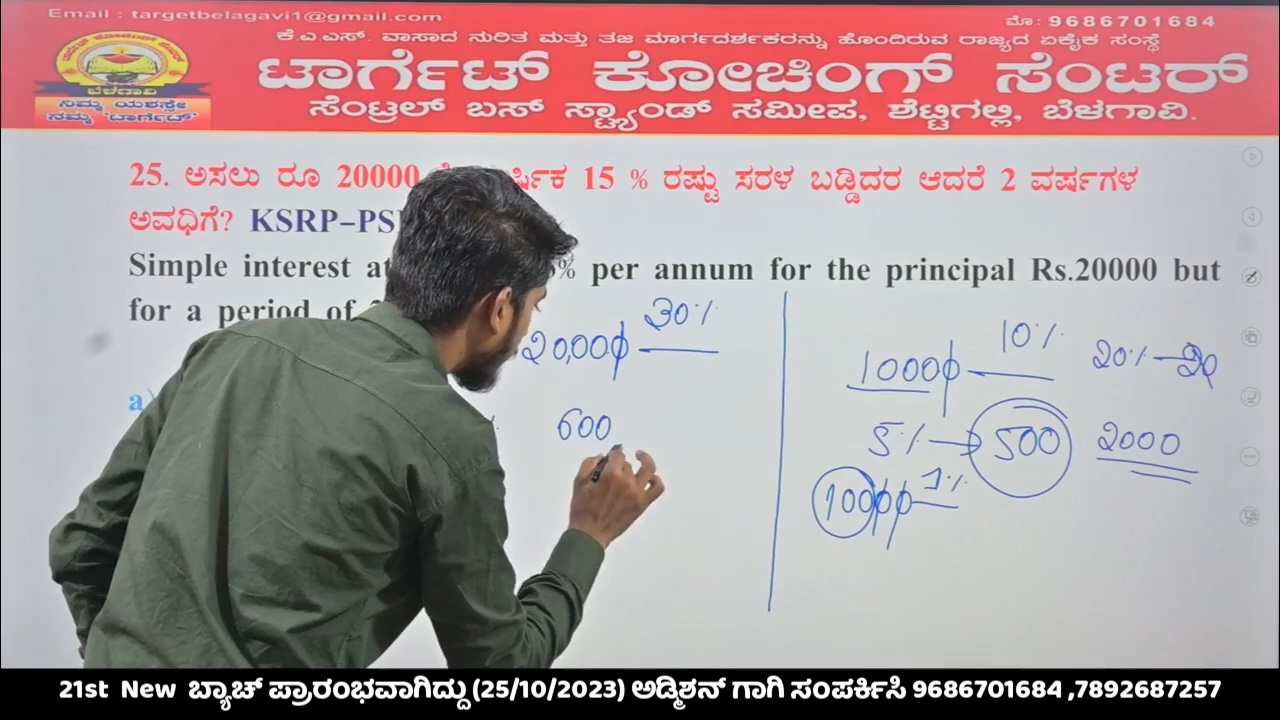 Email : targetbelagavi1@gmail.com
ಮೊ : 9686701684
ಕೆ.ಎ.ಎಸ್. ವಾಸಾದ ನುರಿತ ಮತ್ತು ತಜ್ಞ ಮಾರ್ಗದರ್ಶಕರನ್ನು ಹೊಂದಿರುವ ರಾಜ್ಯದ ಏಕೈಕ ಸಂಸ್ಥೆ
ಟಾರ್ಗೆಟ್ ಕೋಚಿಂಗ್ ಸೆಂಟರ್
ಸೆಂಟ್ರಲ್ ಬಸ್ ಸ್ಟ್ಯಾಂಡ್ ಸಮೀಪ, ಶೆಟ್ಟಿಗಲ್ಲಿ, ಬೆಳಗಾವಿ.
ಬೆಳಗಾವಿ
ನಿಮ್ಮ ಯಶಸ್ಸೇ
ನಮ್ಮ "ಟಾರ್ಗೆಟ್"
25. ಅಸಲು ರೂ 20000 15 % ರಷ್ಟು ಸರಳ ಬಡ್ಡಿದರ ಆದರೆ 2 ವರ್ಷಗಳ
ಅವಧಿಗೆ? KSRP-PS
Simple interest at % per annum for the principal Rs.20000 but
for a period of
a)
20,000 30%
600
10000 10% 20%
5% 500 2000
10000 1%
21st New ಬ್ಯಾಚ್ ಪ್ರಾರಂಭವಾಗಿದ್ದು (25/10/2023) ಅಡ್ಮಿಶನ್ ಗಾಗಿ ಸಂಪರ್ಕಿಸಿ 9686701684 ,7892687257